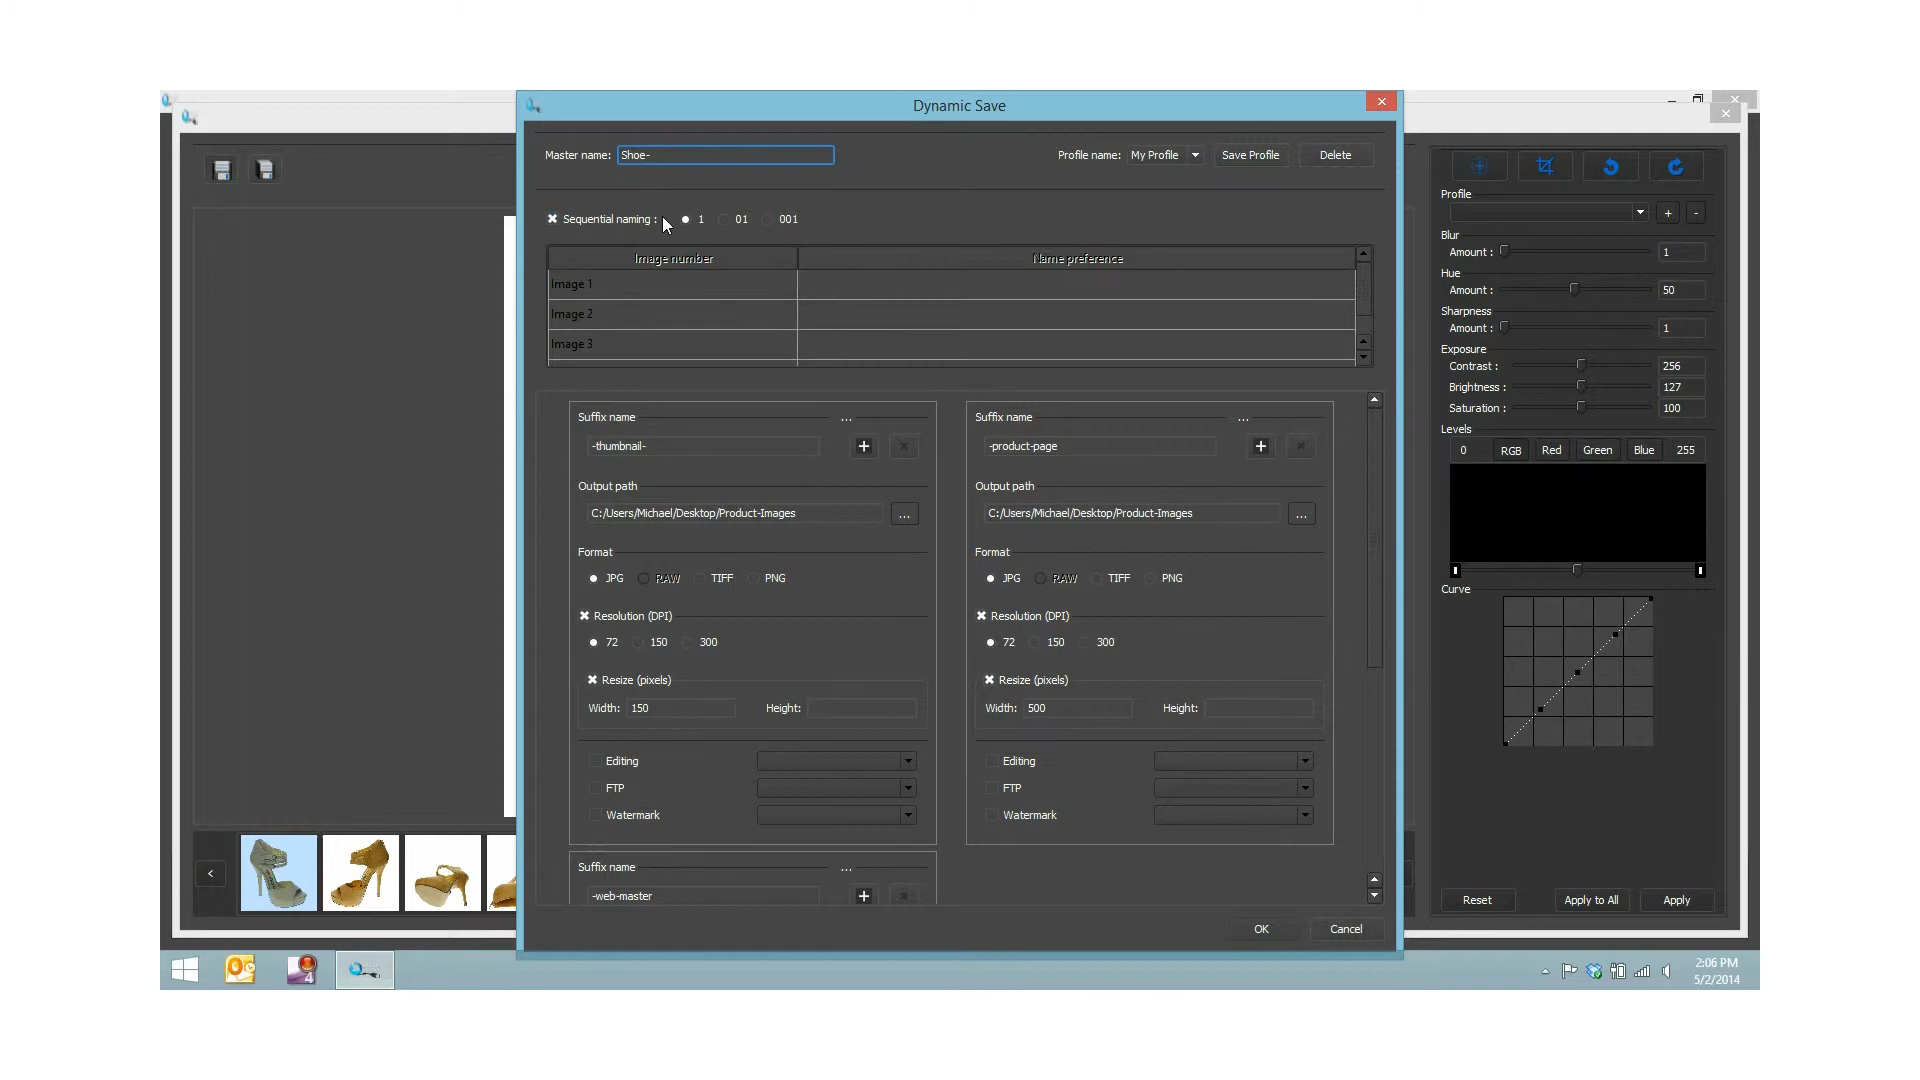 Dynamic Save
Master name: Shoe-
Profile name: My Profile Save Profile Delete
Sequential naming : 1 01 001
Image number Name preference
Image 1
Image 2
Image 3
Suffix name ...
-thumbnail-
Output path
C:/Users/Michael/Desktop/Product-Images ...
Format
JPG RAW TIFF PNG
Resolution (DPI)
72 150 300
Resize (pixels)
Width: 150 Height:
Editing
FTP
Watermark
Suffix name ...
-product-page
Output path
C:/Users/Michael/Desktop/Product-Images ...
Format
JPG RAW TIFF PNG
Resolution (DPI)
72 150 300
Resize (pixels)
Width: 500 Height:
Editing
FTP
Watermark
Suffix name ...
-web-master
OK Cancel
Profile
+ -
Blur
Amount : 1
Hue
Amount : 50
Sharpness
Amount : 1
Exposure
Contrast : 256
Brightness : 127
Saturation : 100
Levels
0 RGB Red Green Blue 255
Curve
Reset Apply to All Apply
2:06 PM
5/2/2014